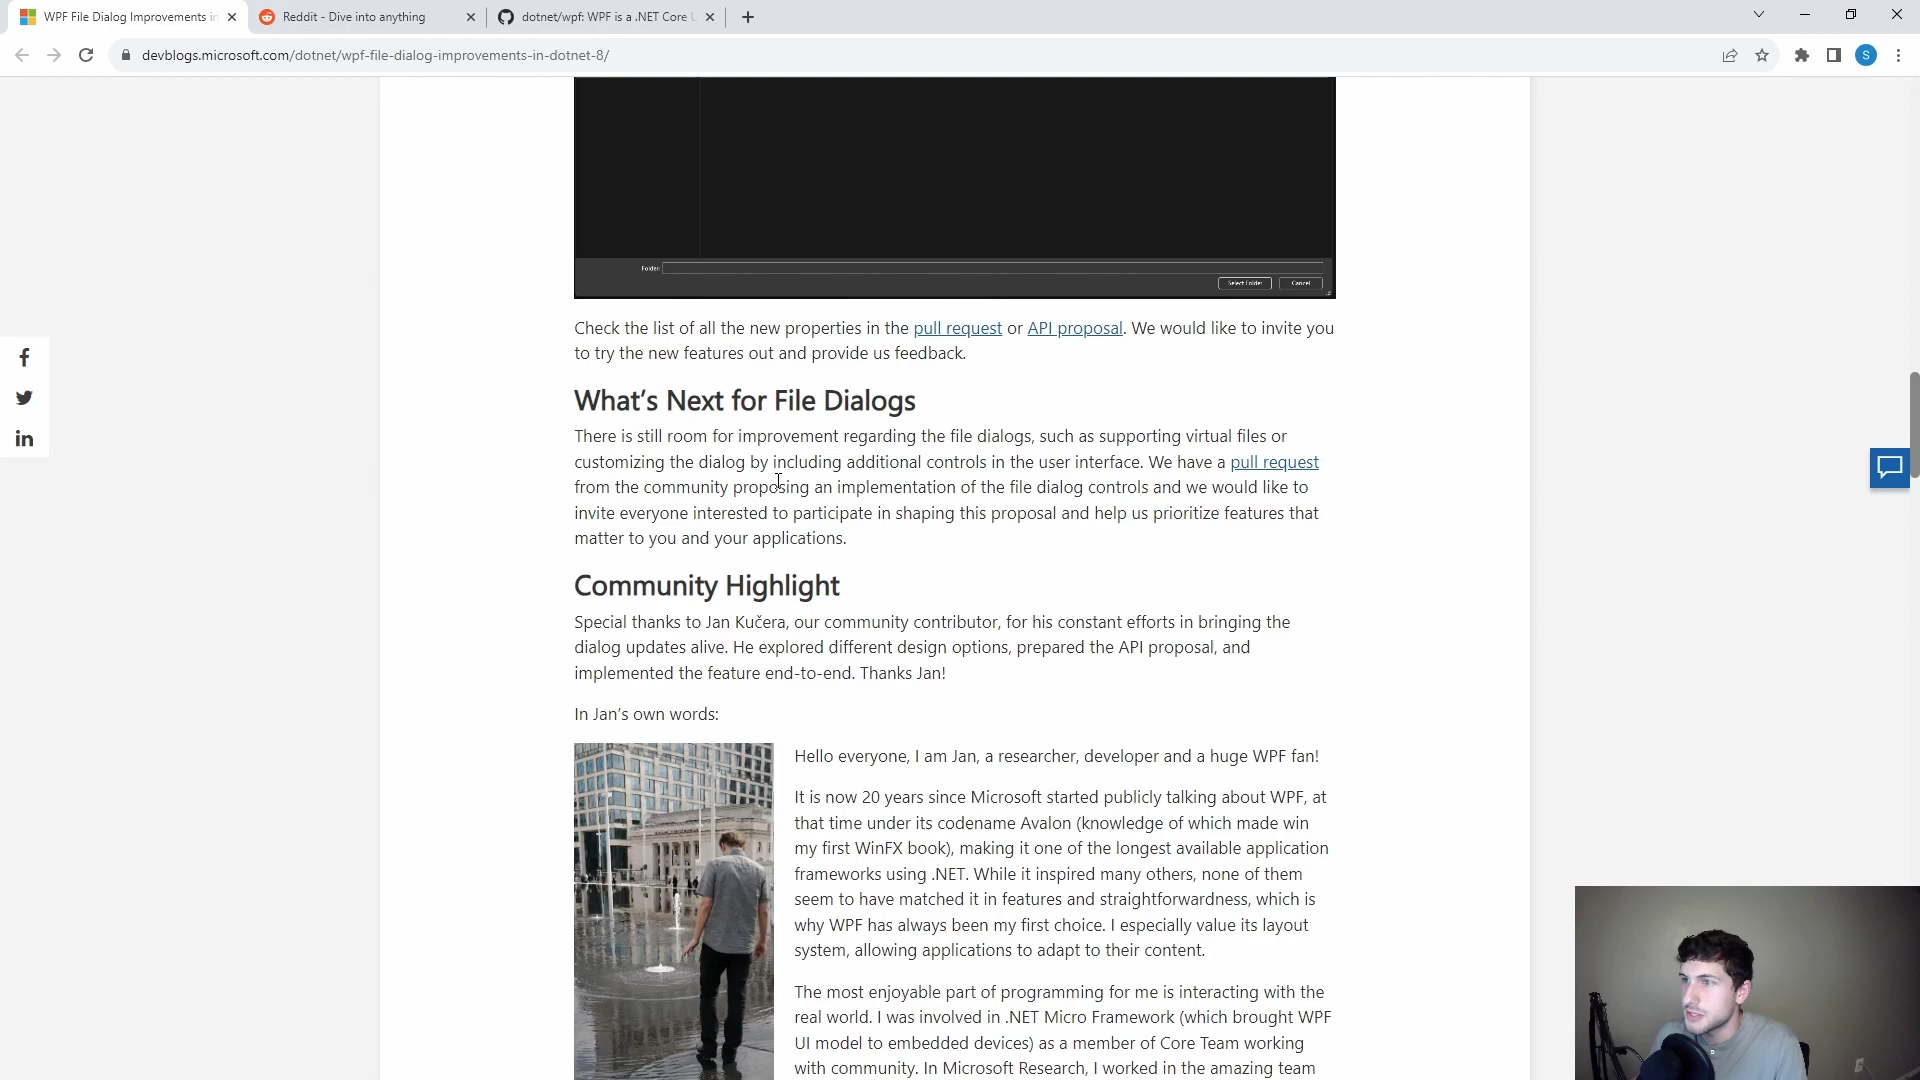 WPF File Dialog Improvements in
Reddit - Dive into anything
dotnet/wpf: WPF is a .NET Core U
devblogs.microsoft.com/dotnet/wpf-file-dialog-improvements-in-dotnet-8/
S
Folder:
Select Folder
Cancel
Check the list of all the new properties in the pull request or API proposal. We would like to invite you
to try the new features out and provide us feedback.
What’s Next for File Dialogs
There is still room for improvement regarding the file dialogs, such as supporting virtual files or
customizing the dialog by including additional controls in the user interface. We have a pull request
from the community proposing an implementation of the file dialog controls and we would like to
invite everyone interested to participate in shaping this proposal and help us prioritize features that
matter to you and your applications.
Community Highlight
Special thanks to Jan Kučera, our community contributor, for his constant efforts in bringing the
dialog updates alive. He explored different design options, prepared the API proposal, and
implemented the feature end-to-end. Thanks Jan!
In Jan’s own words:
Hello everyone, I am Jan, a researcher, developer and a huge WPF fan!
It is now 20 years since Microsoft started publicly talking about WPF, at
that time under its codename Avalon (knowledge of which made win
my first WinFX book), making it one of the longest available application
frameworks using .NET. While it inspired many others, none of them
seem to have matched it in features and straightforwardness, which is
why WPF has always been my first choice. I especially value its layout
system, allowing applications to adapt to their content.
The most enjoyable part of programming for me is interacting with the
real world. I was involved in .NET Micro Framework (which brought WPF
UI model to embedded devices) as a member of Core Team working
with community. In Microsoft Research, I worked in the amazing team